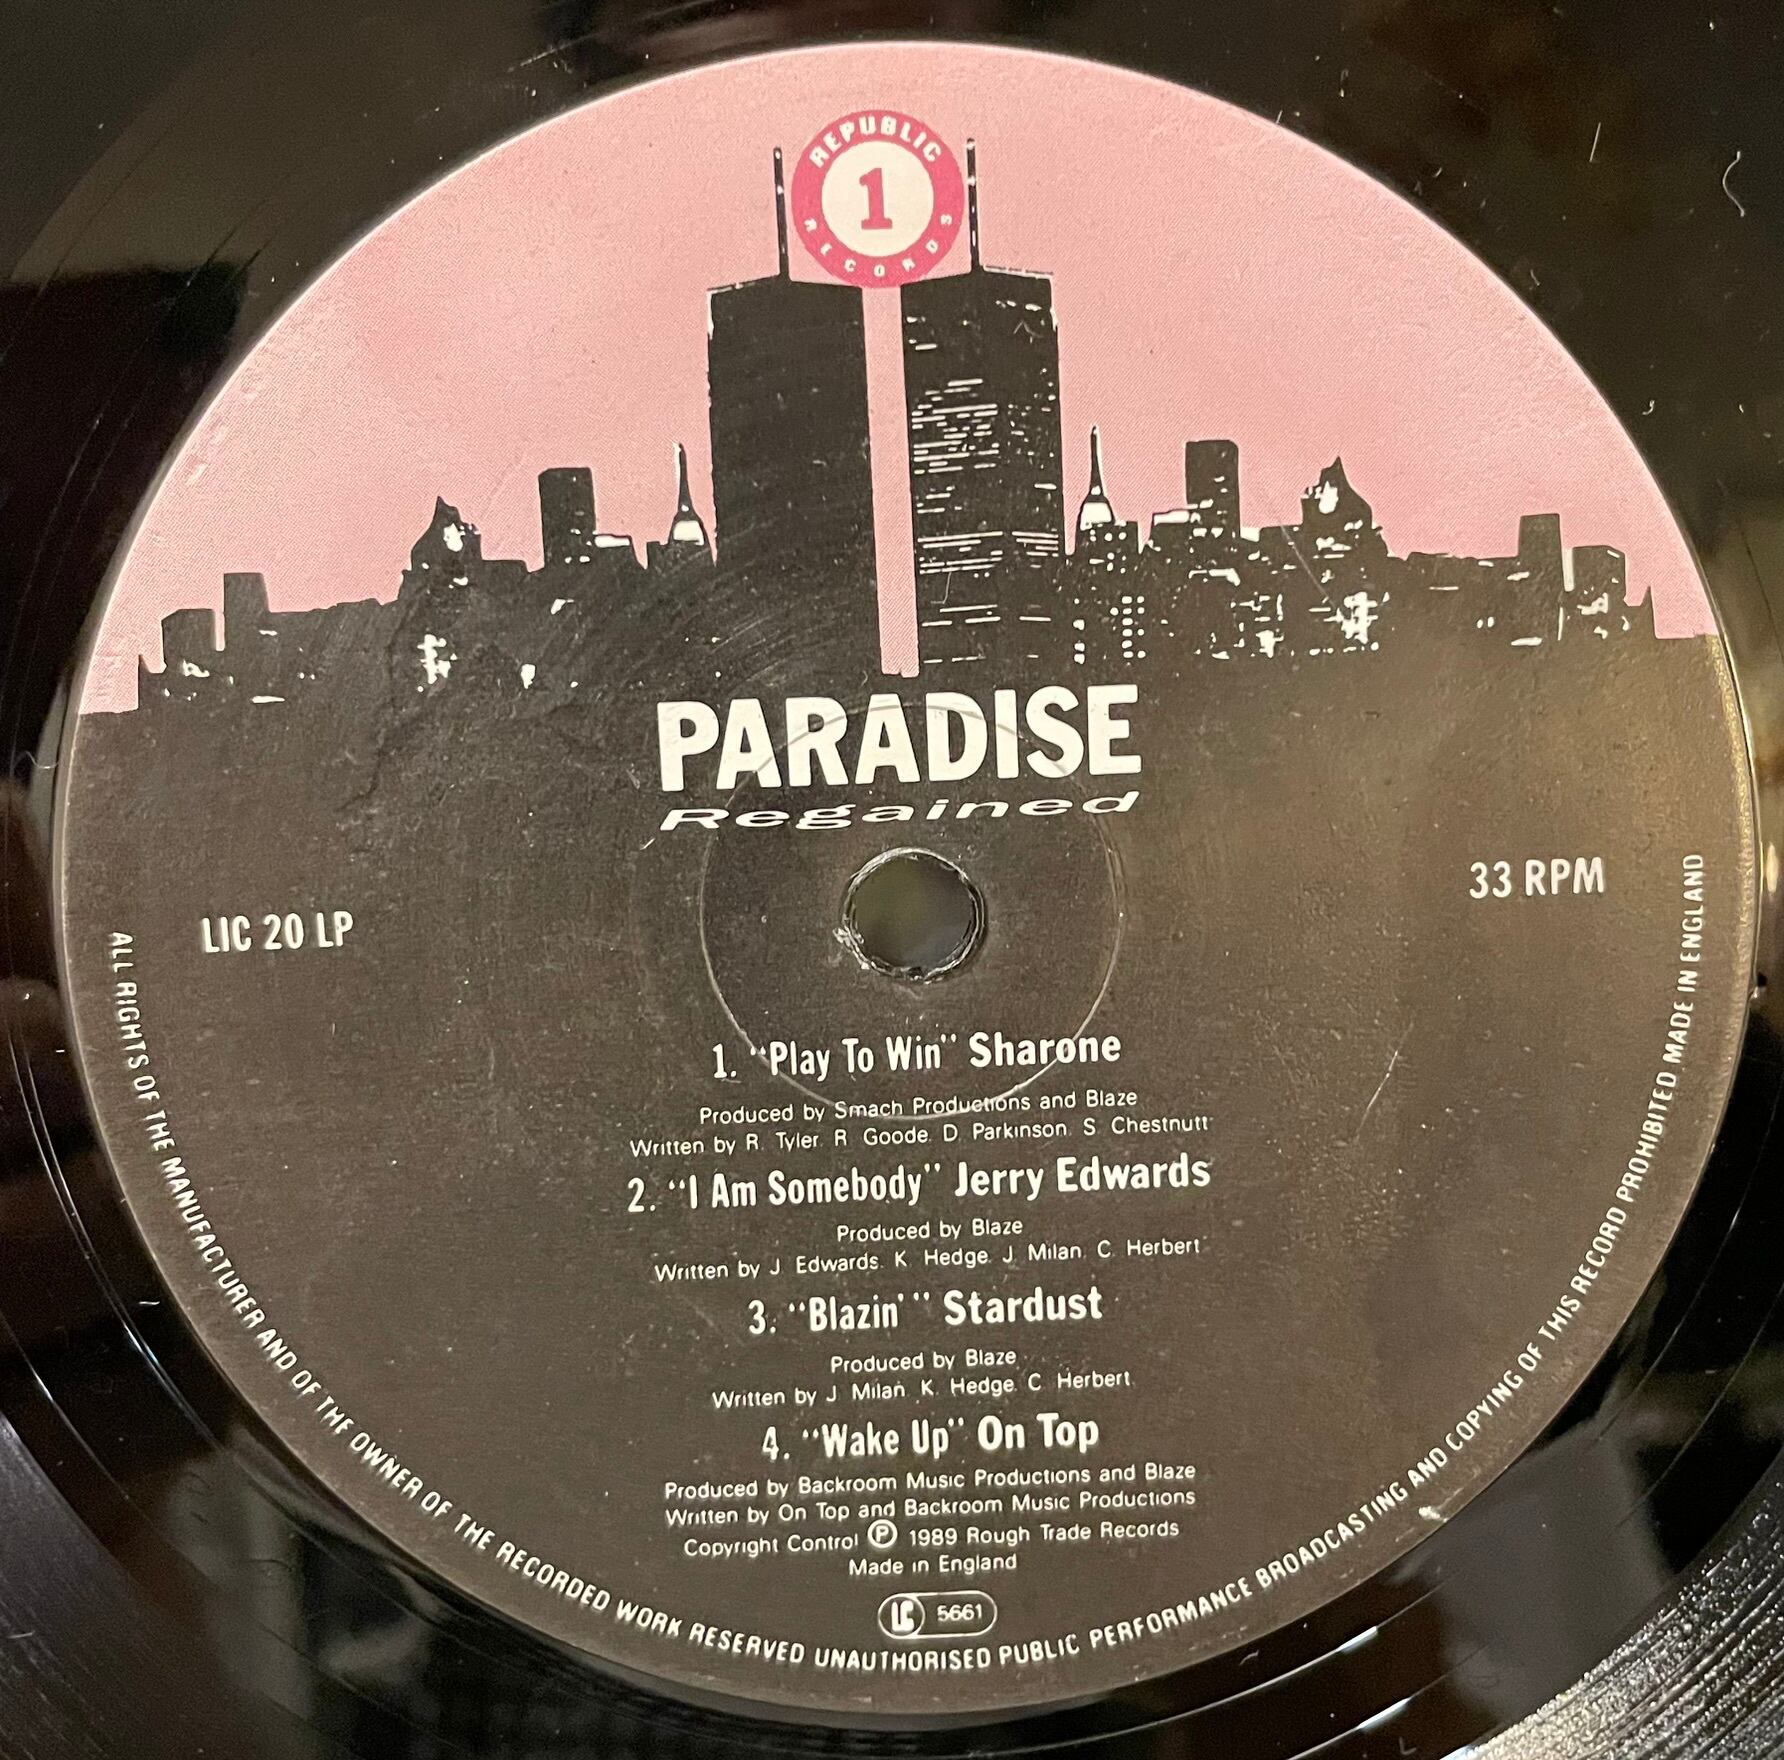 REPUBLIC
1
RECORDS
PARADISE
Regained
LIC 20 LP
33 RPM
1. "Play To Win" Sharone
Produced by Smach Productions and Blaze
Written by R. Tyler. R. Goode. D. Parkinson. S. Chestnutt
2. "I Am Somebody" Jerry Edwards
Produced by Blaze
Written by J. Edwards. K. Hedge. J. Milan. C. Herbert
3. "Blazin'" Stardust
Produced by Blaze
Written by J. Milan. K. Hedge. C. Herbert
4. "Wake Up" On Top
Produced by Backroom Music Productions and Blaze
Written by On Top and Backroom Music Productions
Copyright Control Ⓟ 1989 Rough Trade Records
Made in England
LC 5661
ALL RIGHTS OF THE MANUFACTURER AND OF THE OWNER OF THE RECORDED WORK RESERVED UNAUTHORISED PUBLIC PERFORMANCE BROADCASTING AND COPYING OF THIS RECORD PROHIBITED MADE IN ENGLAND